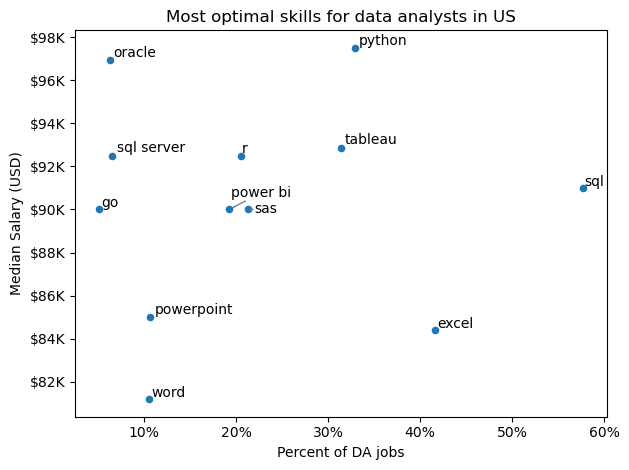 Most optimal skills for data analysts in US
$98K
python
oracle
$96K
$94K
tableau
sql server
r
$92K
sql
power bi
go
sas
$90K
$88K
$86K
powerpoint
excel
$84K
word
$82K
10%
20%
30%
40%
50%
60%
Percent of DA jobs
Median Salary (USD)